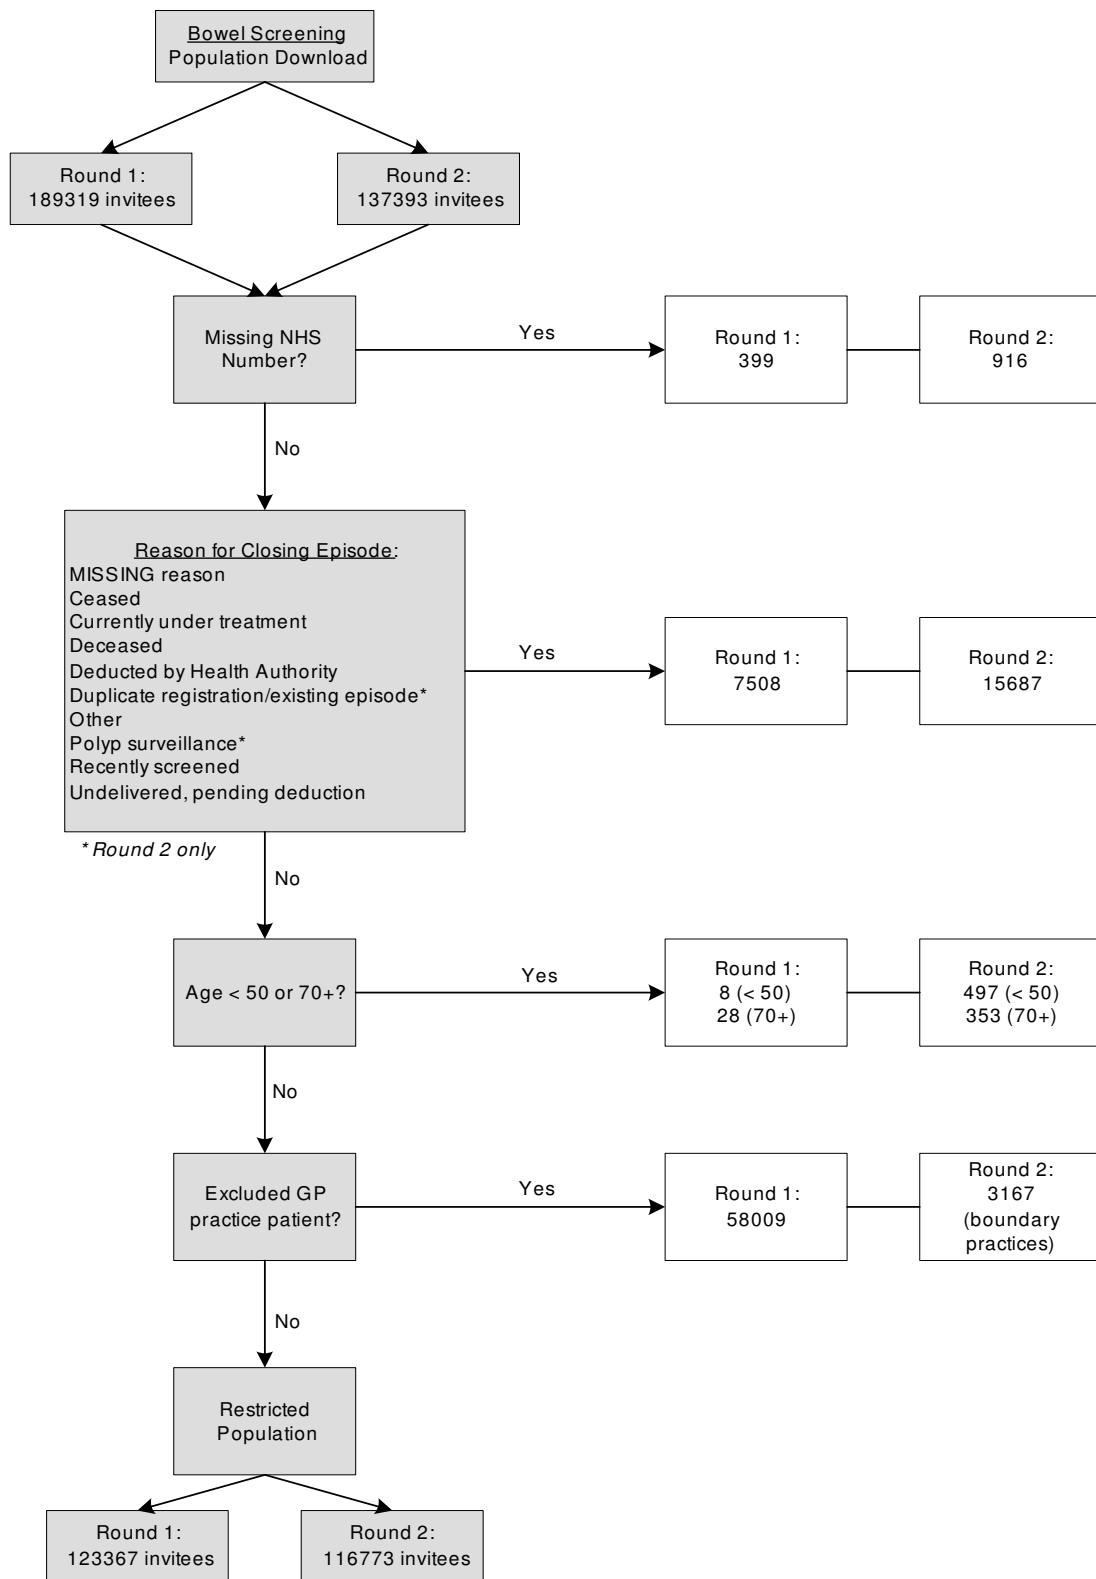 Bowel Screening
Population Download
Round 1:
189319 invitees
Round 2:
137393 invitees
Missing NHS
Number?
Yes
Round 1:
399
Round 2:
916
No
Reason for Closing Episode:
MISSING reason
Ceased
Currently under treatment
Deceased
Deducted by Health Authority
Duplicate registration/existing episode*
Other
Polyp surveillance*
Recently screened
Undelivered, pending deduction
Yes
Round 1:
7508
Round 2:
15687
* Round 2 only
No
Age < 50 or 70+?
Yes
Round 1:
8 (< 50)
28 (70+)
Round 2:
497 (< 50)
353 (70+)
No
Excluded GP
practice patient?
Yes
Round 1:
58009
Round 2:
3167
(boundary
practices)
No
Restricted
Population
Round 1:
123367 invitees
Round 2:
116773 invitees